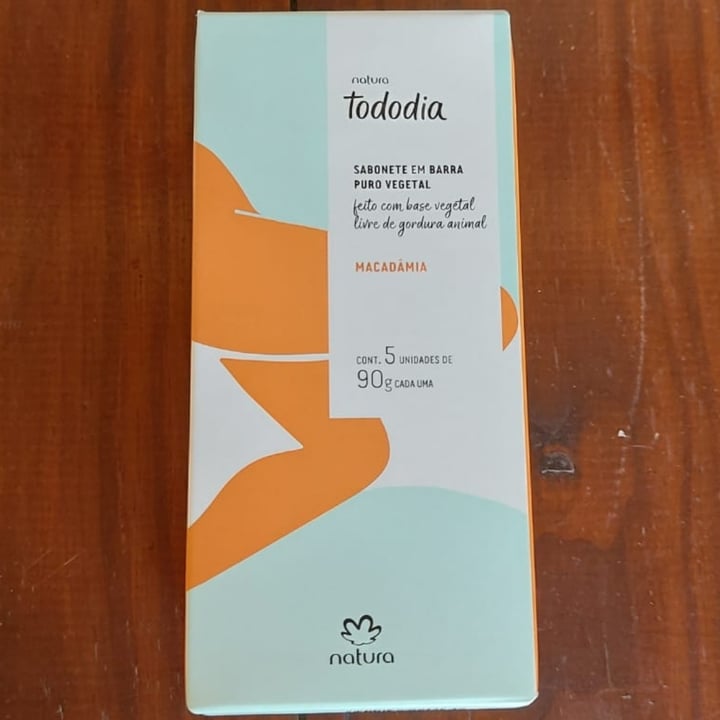 natura
tododia
SABONETE EM BARRA
PURO VEGETAL
feito com base vegetal
livre de gordura animal
MACADÂMIA
CONT. 5 UNIDADES DE
90g CADA UMA
natura